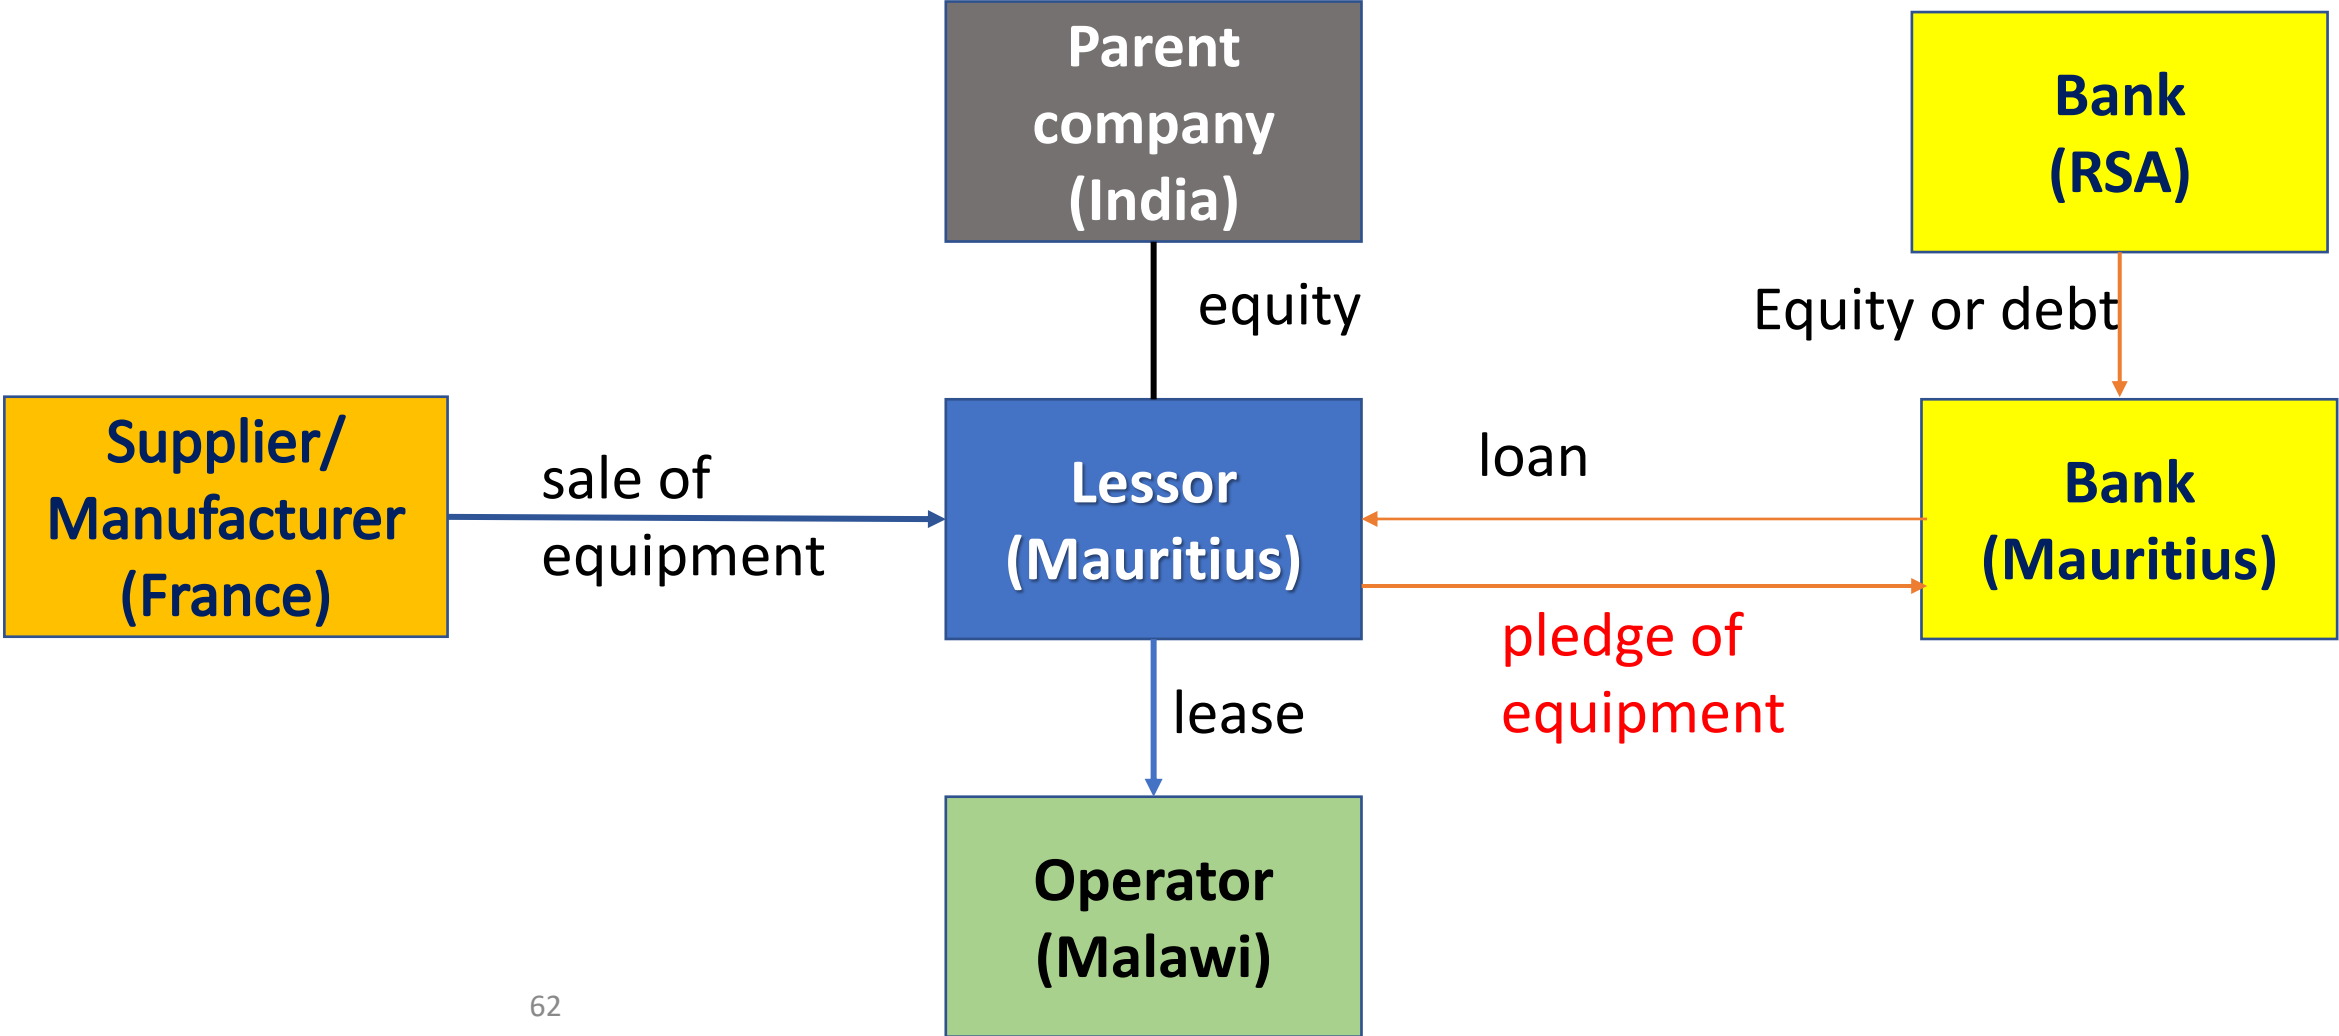 Parent
company
(India)
Bank
(RSA)
equity
Equity or debt
Supplier/
Manufacturer
(France)
sale of
equipment
Lessor
(Mauritius)
loan
pledge of
equipment
Bank
(Mauritius)
lease
Operator
(Malawi)
62